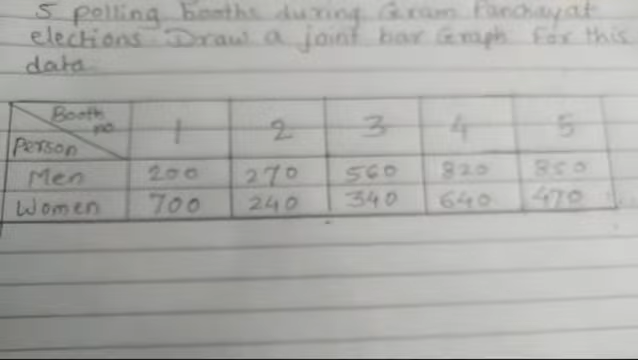 5 polling booths during Gram Panchayat
elections Draw a joint bar Graph For this
data
Booth no 1 2 3 4 5
Person
Men 200 270 560 820 850
Women 700 240 340 640 470